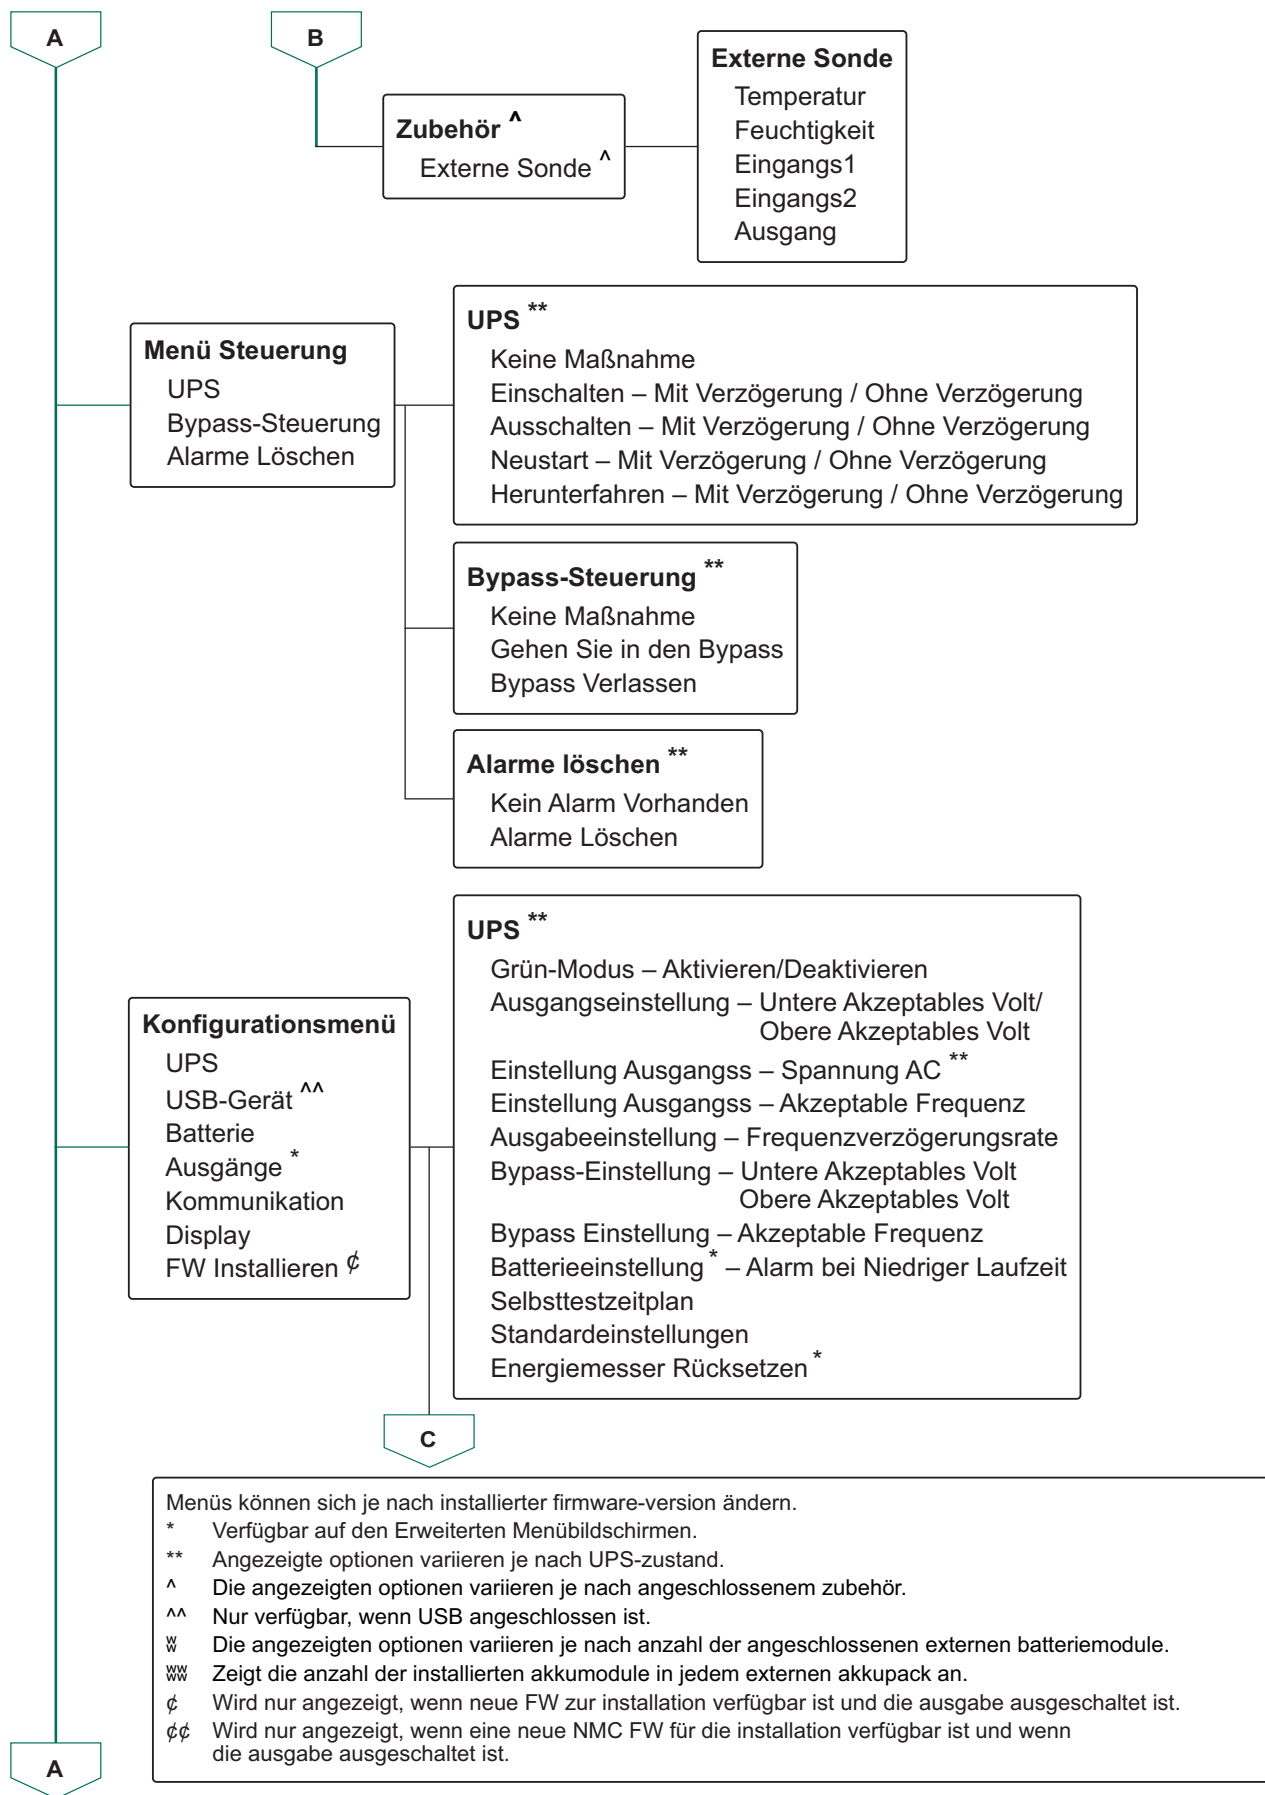 A
B
Externe Sonde
Temperatur
Feuchtigkeit
Eingangs1
Eingangs2
Ausgang
Zubehör ^
Externe Sonde ^
Menü Steuerung
UPS
Bypass-Steuerung
Alarme Löschen
UPS **
Keine Maßnahme
Einschalten – Mit Verzögerung / Ohne Verzögerung
Ausschalten – Mit Verzögerung / Ohne Verzögerung
Neustart – Mit Verzögerung / Ohne Verzögerung
Herunterfahren – Mit Verzögerung / Ohne Verzögerung
Bypass-Steuerung **
Keine Maßnahme
Gehen Sie in den Bypass
Bypass Verlassen
Alarme löschen **
Kein Alarm Vorhanden
Alarme Löschen
Konfigurationsmenü
UPS
USB-Gerät ^^
Batterie
Ausgänge *
Kommunikation
Display
FW Installieren ¢
UPS **
Grün-Modus – Aktivieren/Deaktivieren
Ausgangseinstellung – Untere Akzeptables Volt/
Obere Akzeptables Volt
Einstellung Ausgangss – Spannung AC **
Einstellung Ausgangss – Akzeptable Frequenz
Ausgabeeinstellung – Frequenzverzögerungsrate
Bypass-Einstellung – Untere Akzeptables Volt
Obere Akzeptables Volt
Bypass Einstellung – Akzeptable Frequenz
Batterieeinstellung * – Alarm bei Niedriger Laufzeit
Selbsttestzeitplan
Standardeinstellungen
Energiemesser Rücksetzen *
C
Menüs können sich je nach installierter firmware-version ändern.
* Verfügbar auf den Erweiterten Menübildschirmen.
** Angezeigte optionen variieren je nach UPS-zustand.
^ Die angezeigten optionen variieren je nach angeschlossenem zubehör.
^^ Nur verfügbar, wenn USB angeschlossen ist.
Die angezeigten optionen variieren je nach anzahl der angeschlossenen externen batteriemodule.
Zeigt die anzahl der installierten akkumodule in jedem externen akkupack an.
¢ Wird nur angezeigt, wenn neue FW zur installation verfügbar ist und die ausgabe ausgeschaltet ist.
¢¢ Wird nur angezeigt, wenn eine neue NMC FW für die installation verfügbar ist und wenn
die ausgabe ausgeschaltet ist.
A